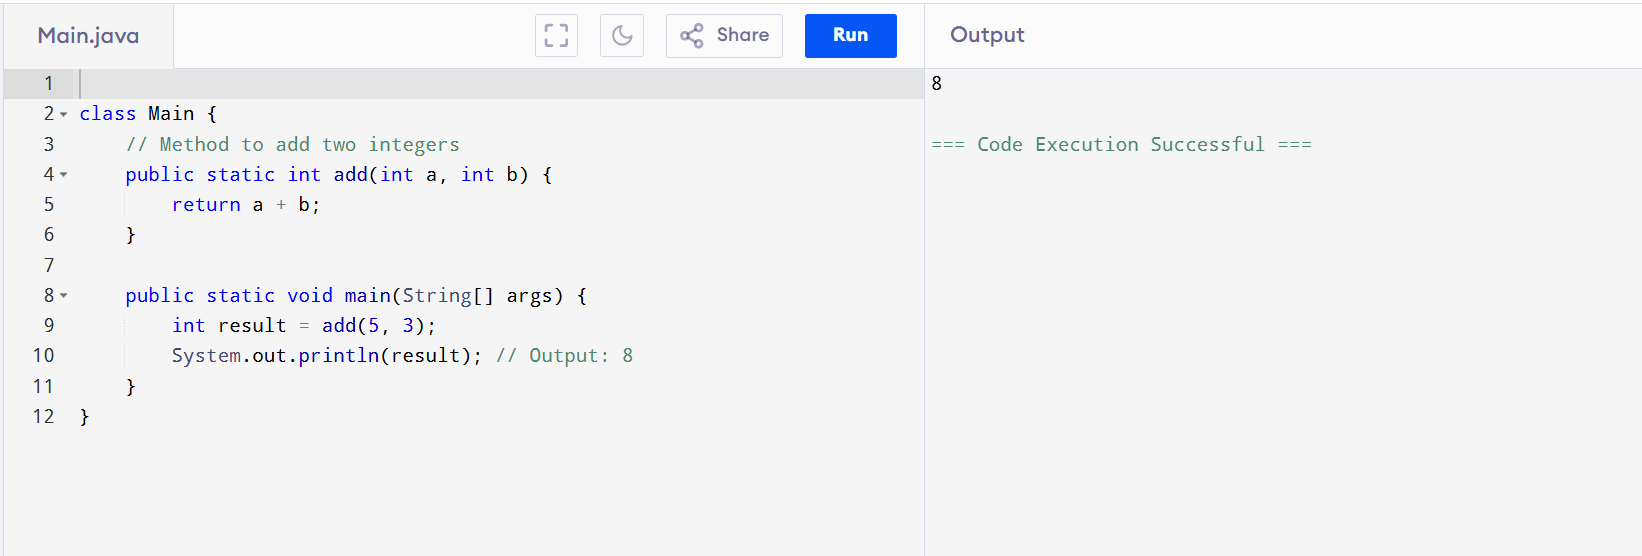 Main.java
Share
Run
Output
1
2 class Main {
3     // Method to add two integers
4     public static int add(int a, int b) {
5         return a + b;
6     }
7
8     public static void main(String[] args) {
9         int result = add(5, 3);
10         System.out.println(result); // Output: 8
11     }
12 }
8
=== Code Execution Successful ===